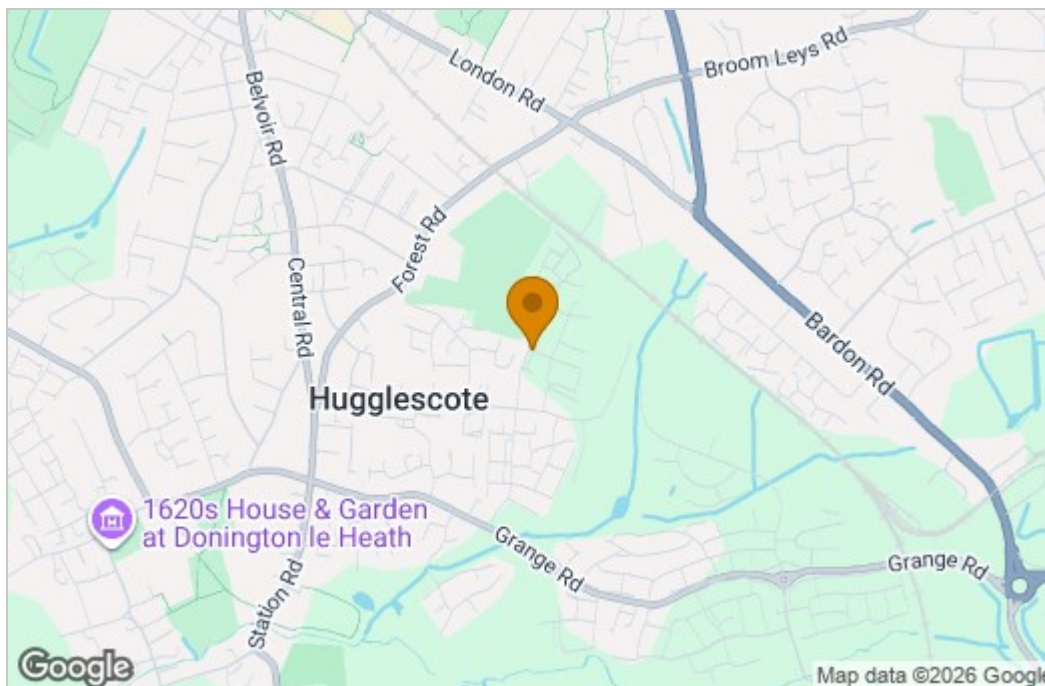 Broom Leys Rd
London Rd
Belvoir Rd
Forest Rd
Central Rd
Bardon Rd
Hugglescote
1620s House & Garden
at Donington le Heath
Grange Rd
Grange Rd
Station Rd
Google
Map data ©2026 Google